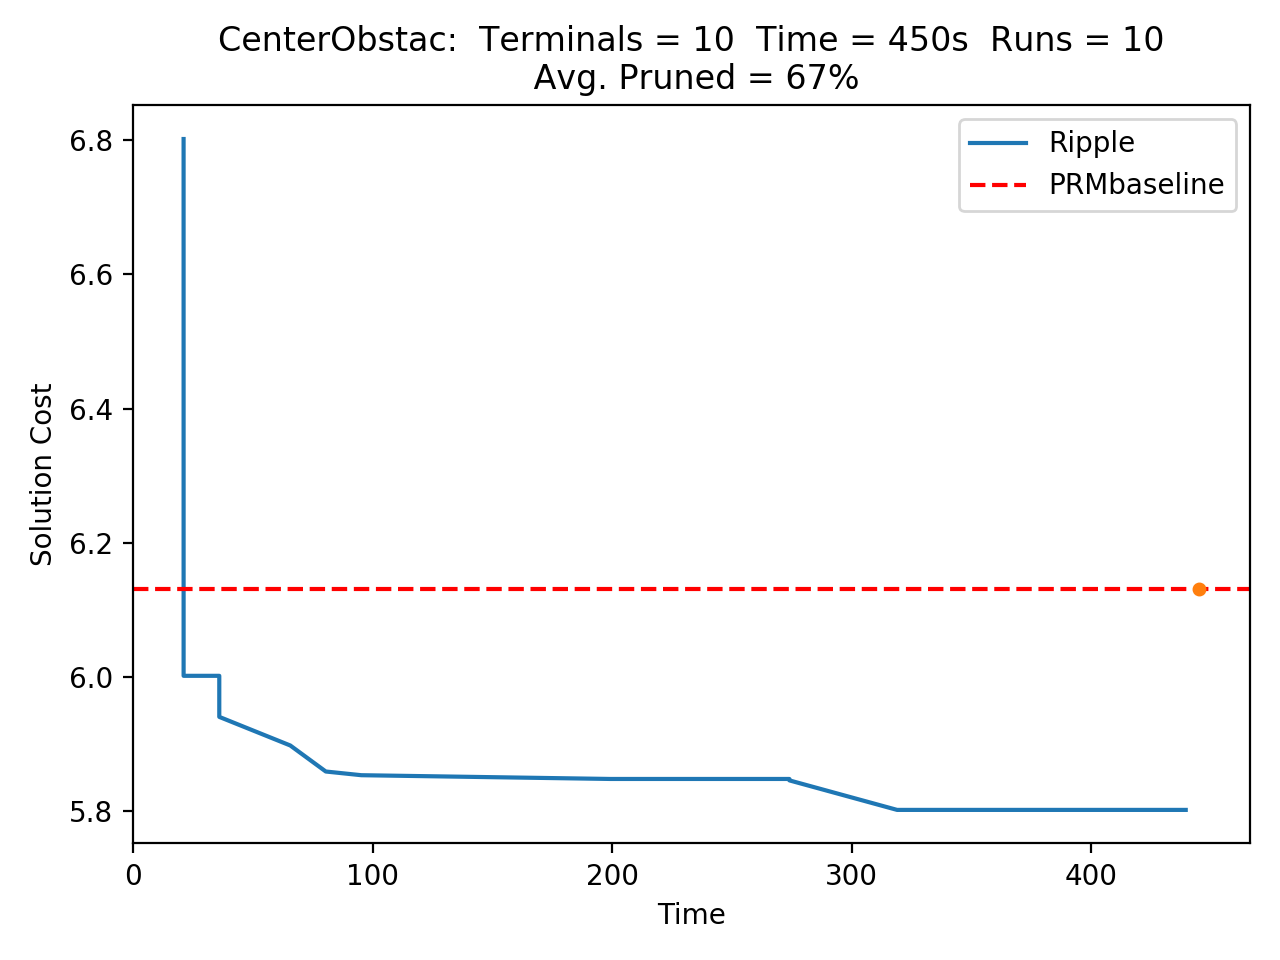 CenterObstac:  Terminals = 10  Time = 450s  Runs = 10
Avg. Pruned = 67%
Ripple
PRMbaseline
Solution Cost
6.8
6.6
6.4
6.2
6.0
5.8
0
100
200
300
400
Time